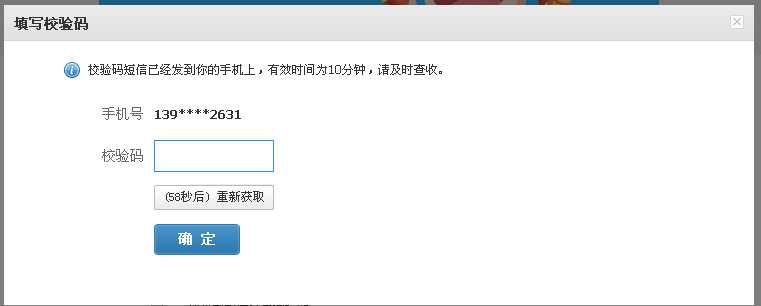 填写校验码
校验码短信已经发到你的手机上，有效时间为10分钟，请及时查收。
手机号 139****2631
校验码
(58秒后) 重新获取
确 定